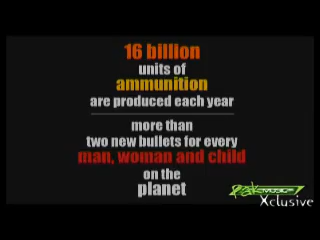 16 billion
units of
ammunition
are produced each year
more than
two new bullets for every
man, woman and child
on the
planet
Xclusive